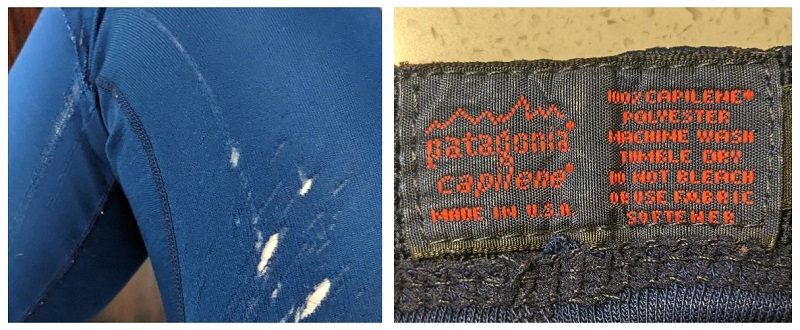 patagonia®
capilene®
MADE IN U.S.A.
100% CAPILENE®
POLYESTER
MACHINE WASH
TUMBLE DRY
DO NOT BLEACH
OR USE FABRIC
SOFTENER